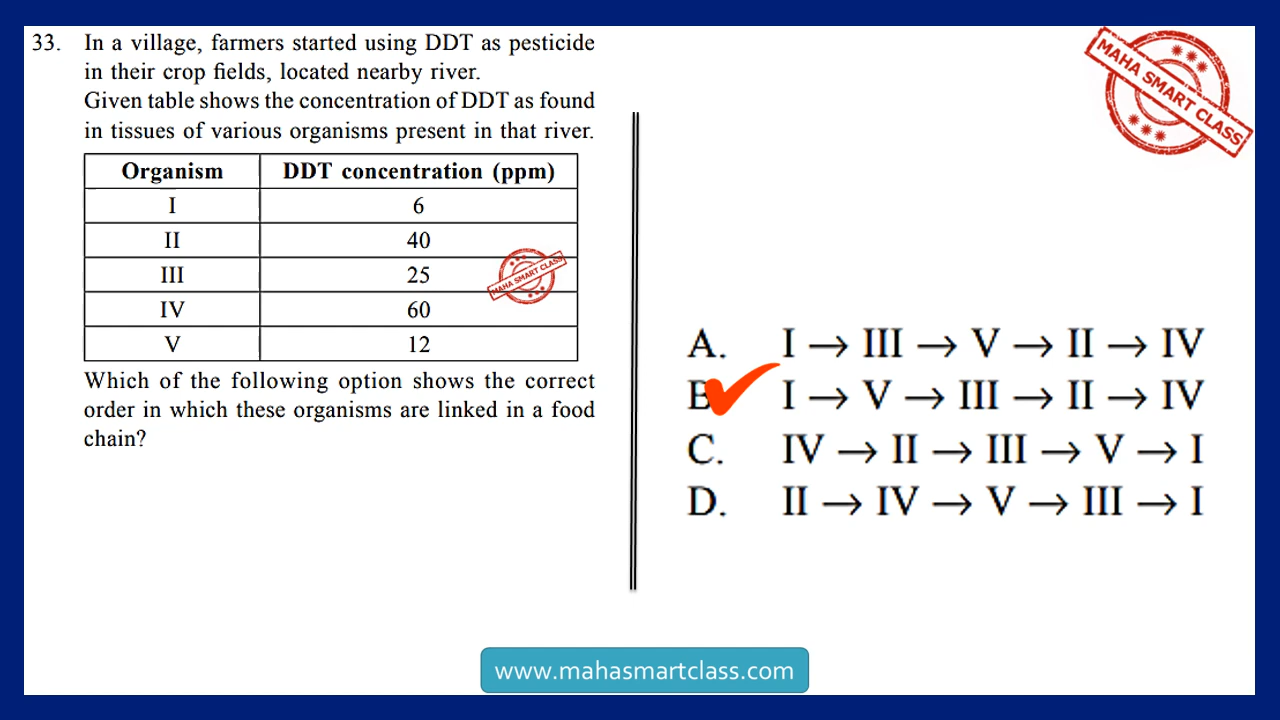 33. In a village, farmers started using DDT as pesticide
in their crop fields, located nearby river.
Given table shows the concentration of DDT as found
in tissues of various organisms present in that river.
Organism DDT concentration (ppm)
I 6
II 40
III 25
IV 60
V 12
MAHA SMART CLASS
Which of the following option shows the correct
order in which these organisms are linked in a food
chain?
MAHA SMART CLASS
A. I → III → V → II → IV
B I → V → III → II → IV
C. IV → II → III → V → I
D. II → IV → V → III → I
www.mahasmartclass.com